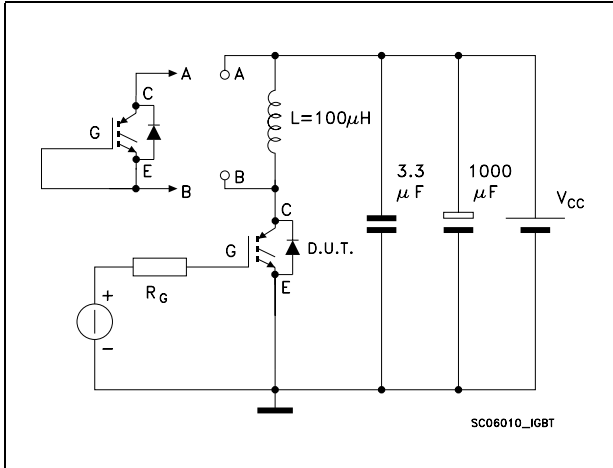 A
A
C
G
L=100μH
E
B
B
3.3
μF
1000
μF
VCC
C
G
D.U.T.
E
RG
+
−
SC06010_IGBT